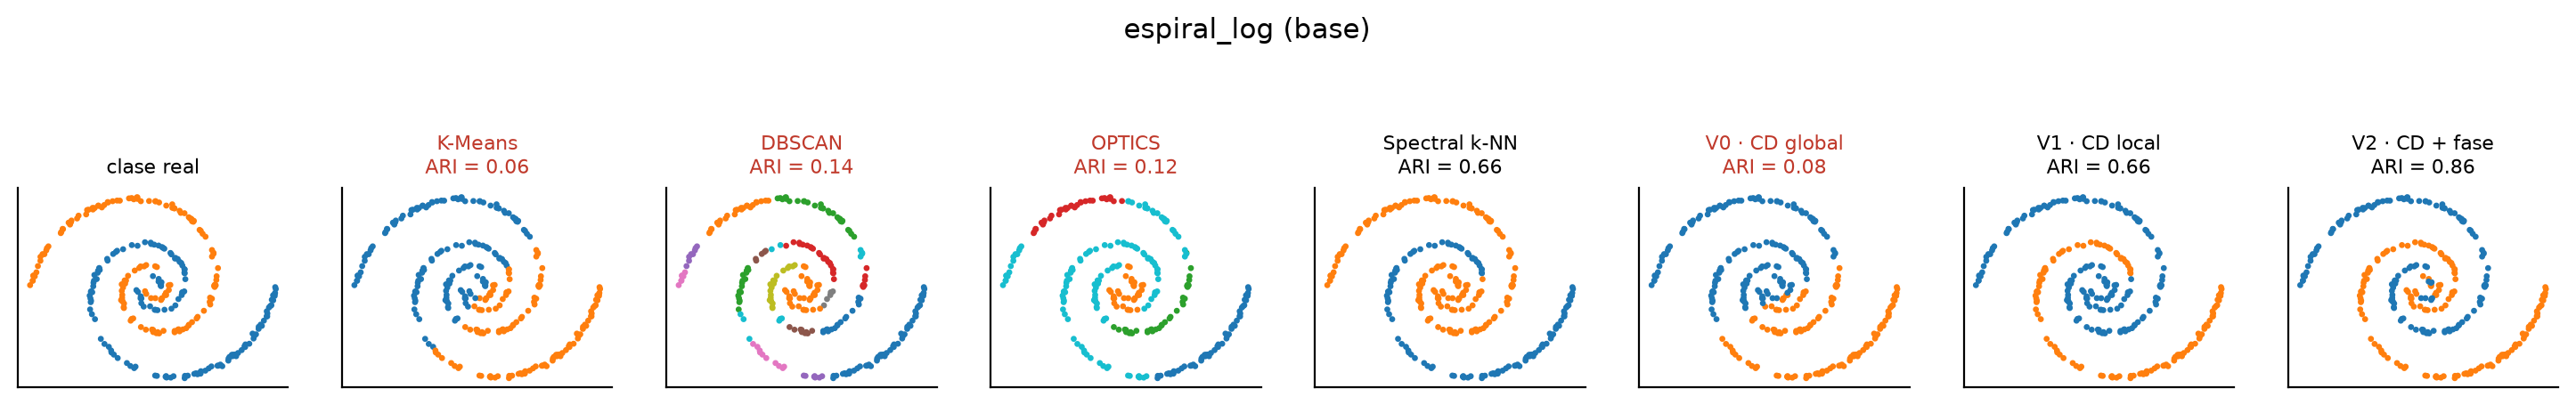 espiral_log (base)
clase real
K-Means
ARI = 0.06
DBSCAN
ARI = 0.14
OPTICS
ARI = 0.12
Spectral k-NN
ARI = 0.66
V0 · CD global
ARI = 0.08
V1 · CD local
ARI = 0.66
V2 · CD + fase
ARI = 0.86